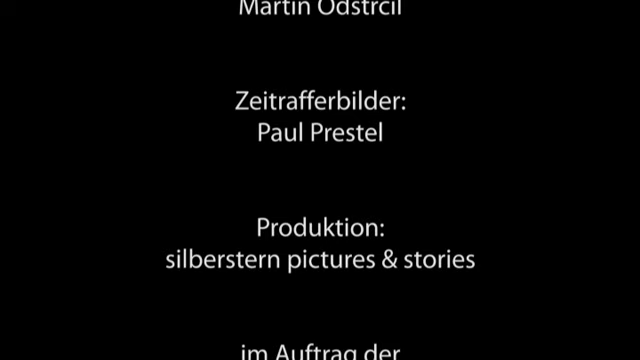 Martin Odstrcil
Zeitrafferbilder:
Paul Prestel
Produktion:
silberstern pictures & stories
im Auftrag der